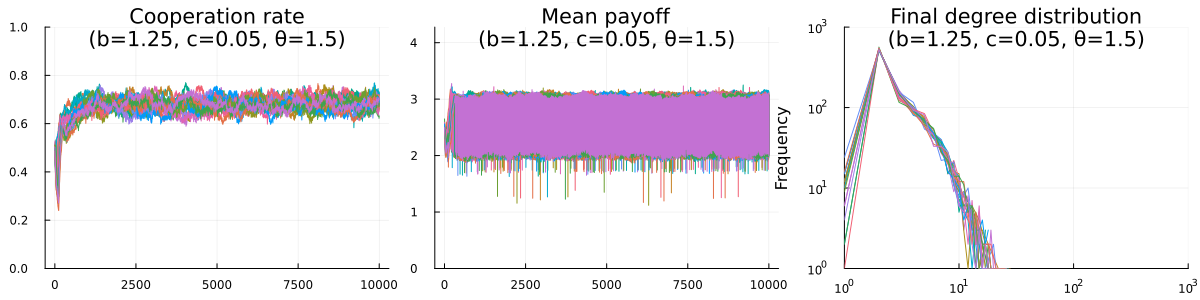 Cooperation rate
(b=1.25, c=0.05, θ=1.5)
1.0
0.8
0.6
0.4
0.2
0.0
0 2500 5000 7500 10000
Mean payoff
(b=1.25, c=0.05, θ=1.5)
4
3
2
1
0
0 2500 5000 7500 10000
Final degree distribution
(b=1.25, c=0.05, θ=1.5)
Frequency
10³
10²
10¹
10⁰
10⁰ 10¹ 10² 10³